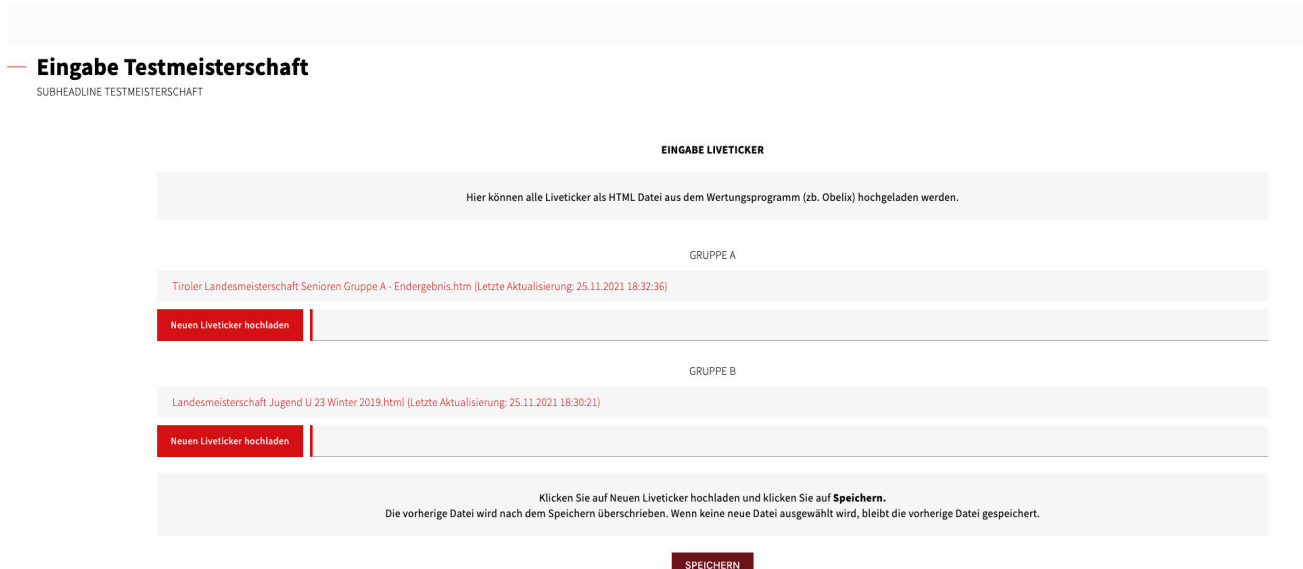 Eingabe Testmeisterschaft
SUBHEADLINE TESTMEISTERSCHAFT
EINGABE LIVETICKER
Hier können alle Liveticker als HTML Datei aus dem Wertungsprogramm (zb. Obelix) hochgeladen werden.
GRUPPE A
Tiroler Landesmeisterschaft Senioren Gruppe A - Endergebnis.htm (Letzte Aktualisierung: 25.11.2021 18:32:36)
Neuen Liveticker hochladen
GRUPPE B
Landesmeisterschaft Jugend U 23 Winter 2019.html (Letzte Aktualisierung: 25.11.2021 18:30:21)
Neuen Liveticker hochladen
Klicken Sie auf Neuen Liveticker hochladen und klicken Sie auf Speichern.
Die vorherige Datei wird nach dem Speichern überschrieben. Wenn keine neue Datei ausgewählt wird, bleibt die vorherige Datei gespeichert.
SPEICHERN